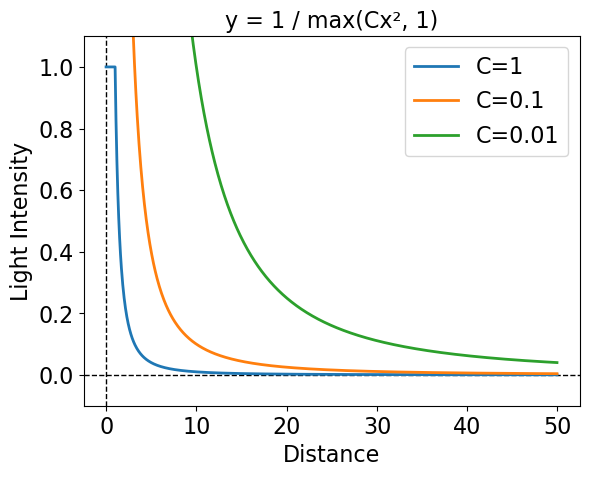 y = 1 / max(Cx², 1)
Light Intensity
1.0
0.8
0.6
0.4
0.2
0.0
C=1
C=0.1
C=0.01
0 10 20 30 40 50
Distance